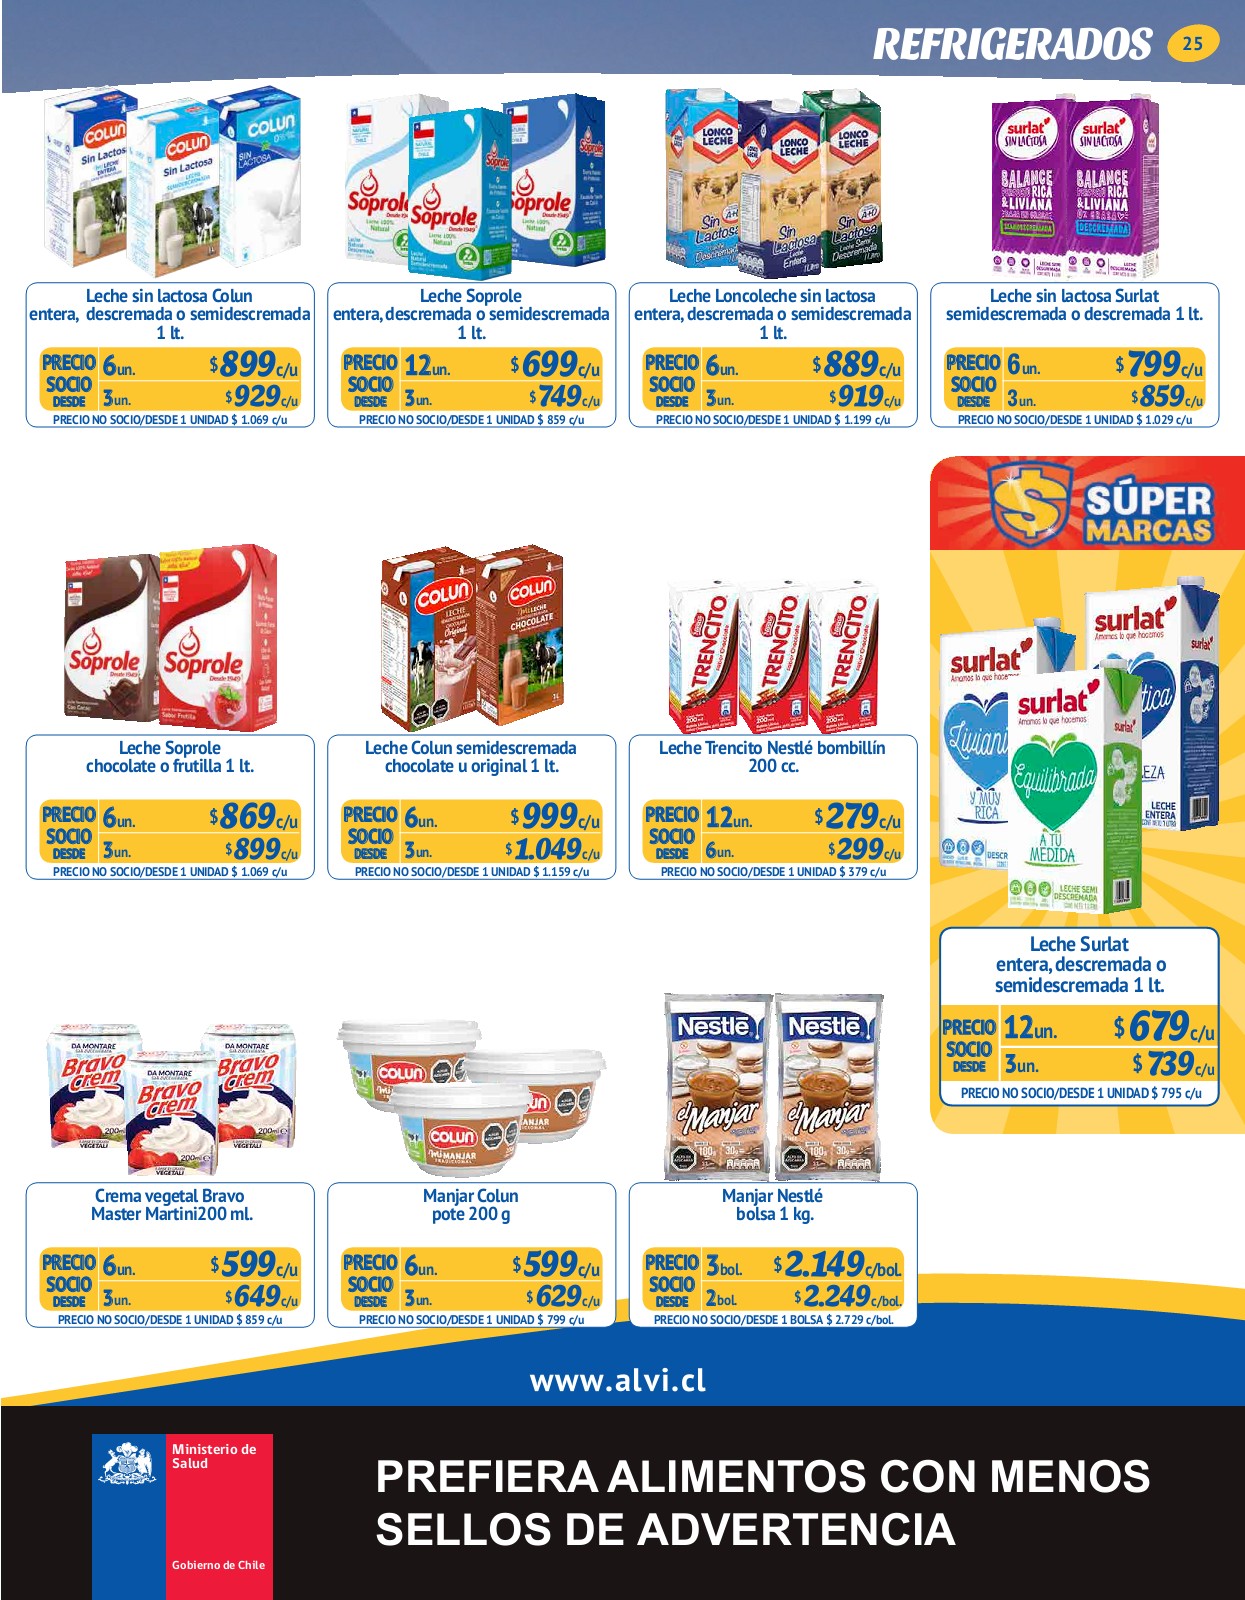 REFRIGERADOS
25
Leche sin lactosa Colun
entera, descremada o semidescremada
1 lt.
PRECIO SOCIO DESDE
6un. $899c/u
3un. $929c/u
PRECIO NO SOCIO/DESDE 1 UNIDAD $ 1.069 c/u
Leche Soprole
entera, descremada o semidescremada
1 lt.
PRECIO SOCIO DESDE
12un. $699c/u
3un. $749c/u
PRECIO NO SOCIO/DESDE 1 UNIDAD $ 859 c/u
Leche Loncoleche sin lactosa
entera, descremada o semidescremada
1 lt.
PRECIO SOCIO DESDE
6un. $889c/u
3un. $919c/u
PRECIO NO SOCIO/DESDE 1 UNIDAD $ 1.199 c/u
Leche sin lactosa Surlat
semidescremada o descremada 1 lt.
PRECIO SOCIO DESDE
6un. $799c/u
3un. $859c/u
PRECIO NO SOCIO/DESDE 1 UNIDAD $ 1.029 c/u
Leche Soprole
chocolate o frutilla 1 lt.
PRECIO SOCIO DESDE
6un. $869c/u
3un. $899c/u
PRECIO NO SOCIO/DESDE 1 UNIDAD $ 1.069 c/u
Leche Colun semidescremada
chocolate u original 1 lt.
PRECIO SOCIO DESDE
6un. $999c/u
3un. $1.049c/u
PRECIO NO SOCIO/DESDE 1 UNIDAD $ 1.159 c/u
Leche Trencito Nestlé bombillín
200 cc.
PRECIO SOCIO DESDE
12un. $279c/u
6un. $299c/u
PRECIO NO SOCIO/DESDE 1 UNIDAD $ 379 c/u
SÚPER
MARCAS
surlat
Amamos lo que hacemos
Equilibrada
A TU
MEDIDA
Leche Surlat
entera, descremada o
semidescremada 1 lt.
PRECIO SOCIO DESDE
12un. $679c/u
3un. $739c/u
PRECIO NO SOCIO/DESDE 1 UNIDAD $ 795 c/u
Crema vegetal Bravo
Master Martini200 ml.
PRECIO SOCIO DESDE
6un. $599c/u
3un. $649c/u
PRECIO NO SOCIO/DESDE 1 UNIDAD $ 859 c/u
Manjar Colun
pote 200 g
PRECIO SOCIO DESDE
6un. $599c/u
3un. $629c/u
PRECIO NO SOCIO/DESDE 1 UNIDAD $ 799 c/u
Manjar Nestlé
bolsa 1 kg.
PRECIO SOCIO DESDE
3bol. $2.149c/bol.
2bol. $2.249c/bol.
PRECIO NO SOCIO/DESDE 1 BOLSA $ 2.729 c/bol.
www.alvi.cl
Ministerio de
Salud
Gobierno de Chile
PREFIERA ALIMENTOS CON MENOS
SELLOS DE ADVERTENCIA